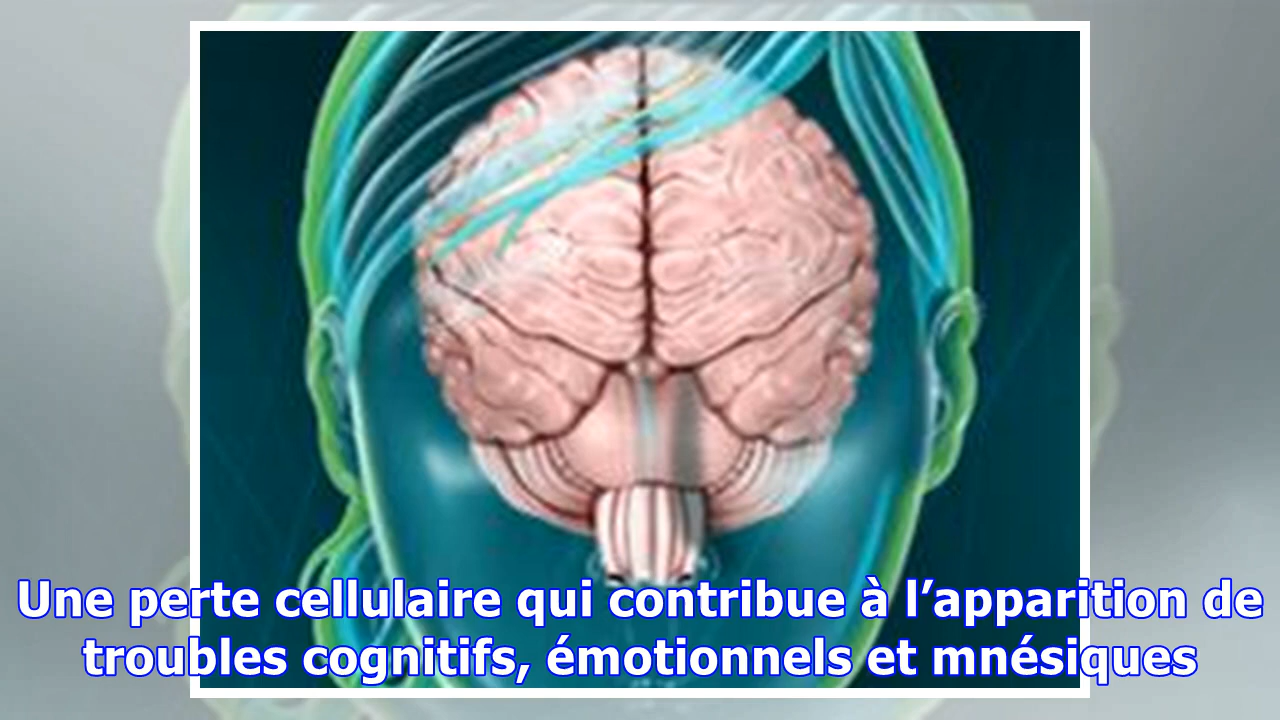 Une perte cellulaire qui contribue à l’apparition de
troubles cognitifs, émotionnels et mnésiques